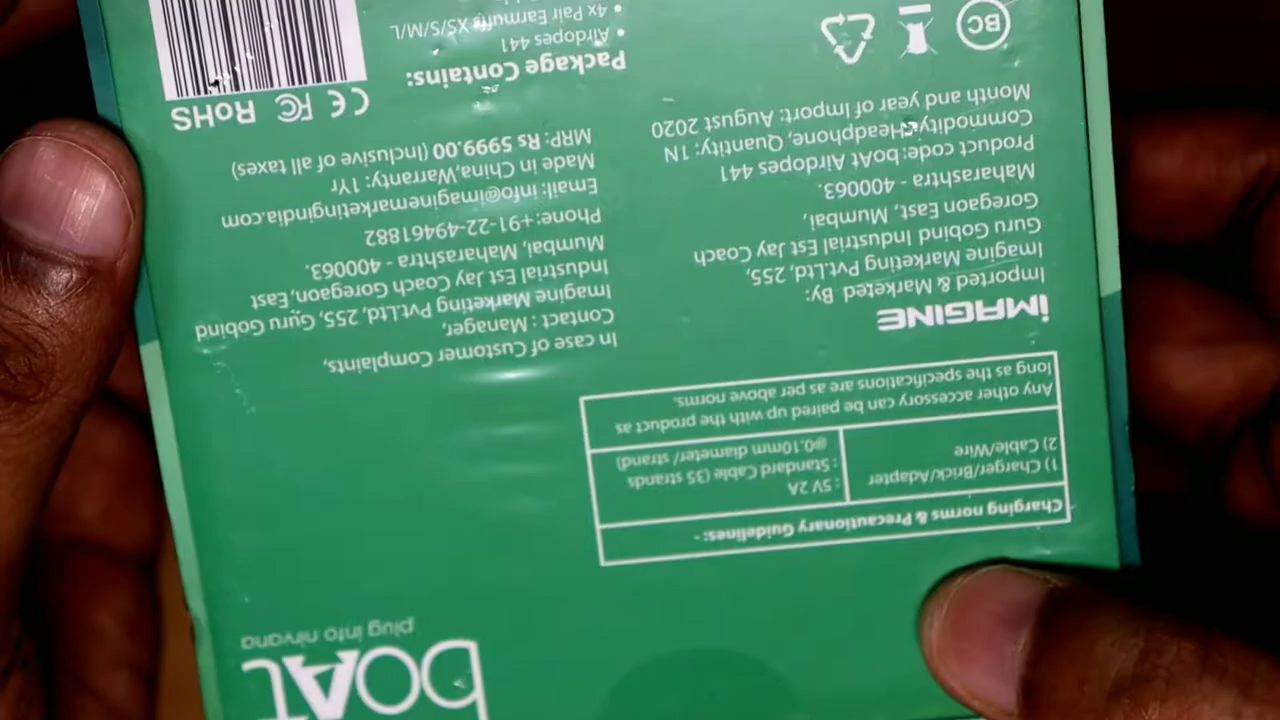 boAt
plug into nirvana
Charging norms & Precautionary Guidelines: -
1) Charger/Brick/Adapter : 5V 2A
2) Cable/Wire : Standard Cable (35 strands
@0.10mm diameter/ strand)
Any other accessory can be paired up with the product as
long as the specifications are as per above norms.
iMAGINE
Imported & Marketed By:
Imagine Marketing Pvt.Ltd, 255,
Guru Gobind Industrial Est Jay Coach
Goregaon East, Mumbai,
Maharashtra - 400063.
Product code: boAt Airdopes 441
Commodity: Headphone, Quantity: 1N
Month and year of Import: August 2020
BC
In case of Customer Complaints,
Contact : Manager,
Imagine Marketing Pvt.Ltd, 255, Guru Gobind
Industrial Est Jay Coach Goregaon, East
Mumbai, Maharashtra - 400063.
Phone:+91-22-49461882
Email: info@imaginemarketingindia.com
Made in China,Warranty: 1Yr
MRP: Rs 5999.00 (Inclusive of all taxes)
Package Contains:
• Airdopes 441
• 4x Pair Earmuffs XS/S/M/L
CE FC RoHS